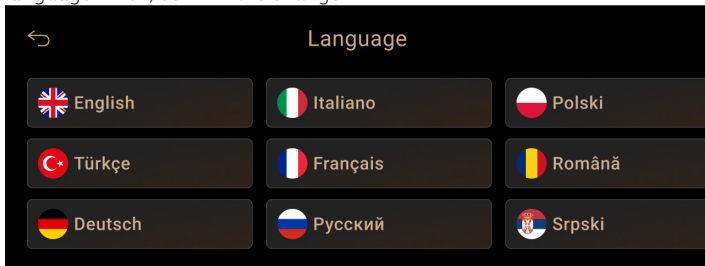 Language
English
Italiano
Polski
Türkçe
Français
Română
Deutsch
Русский
Srpski